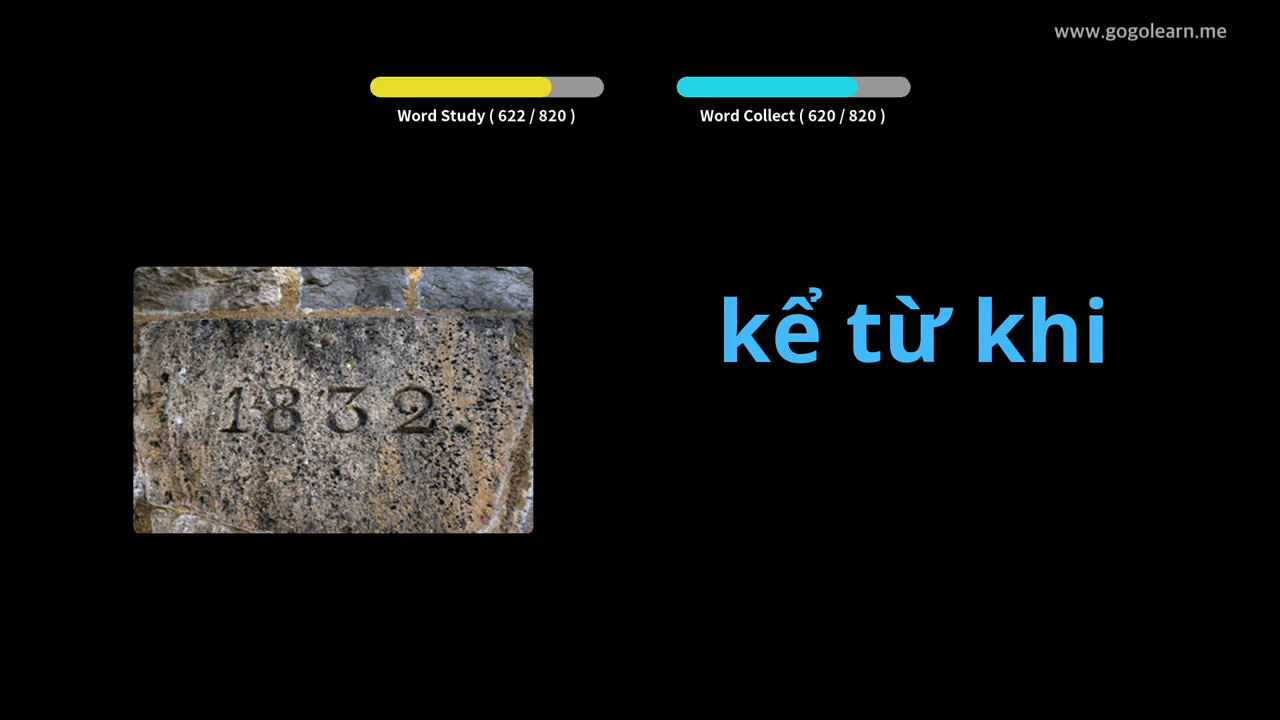 www.gogolearn.me
Word Study ( 622 / 820 )
Word Collect ( 620 / 820 )
kể từ khi
1832.